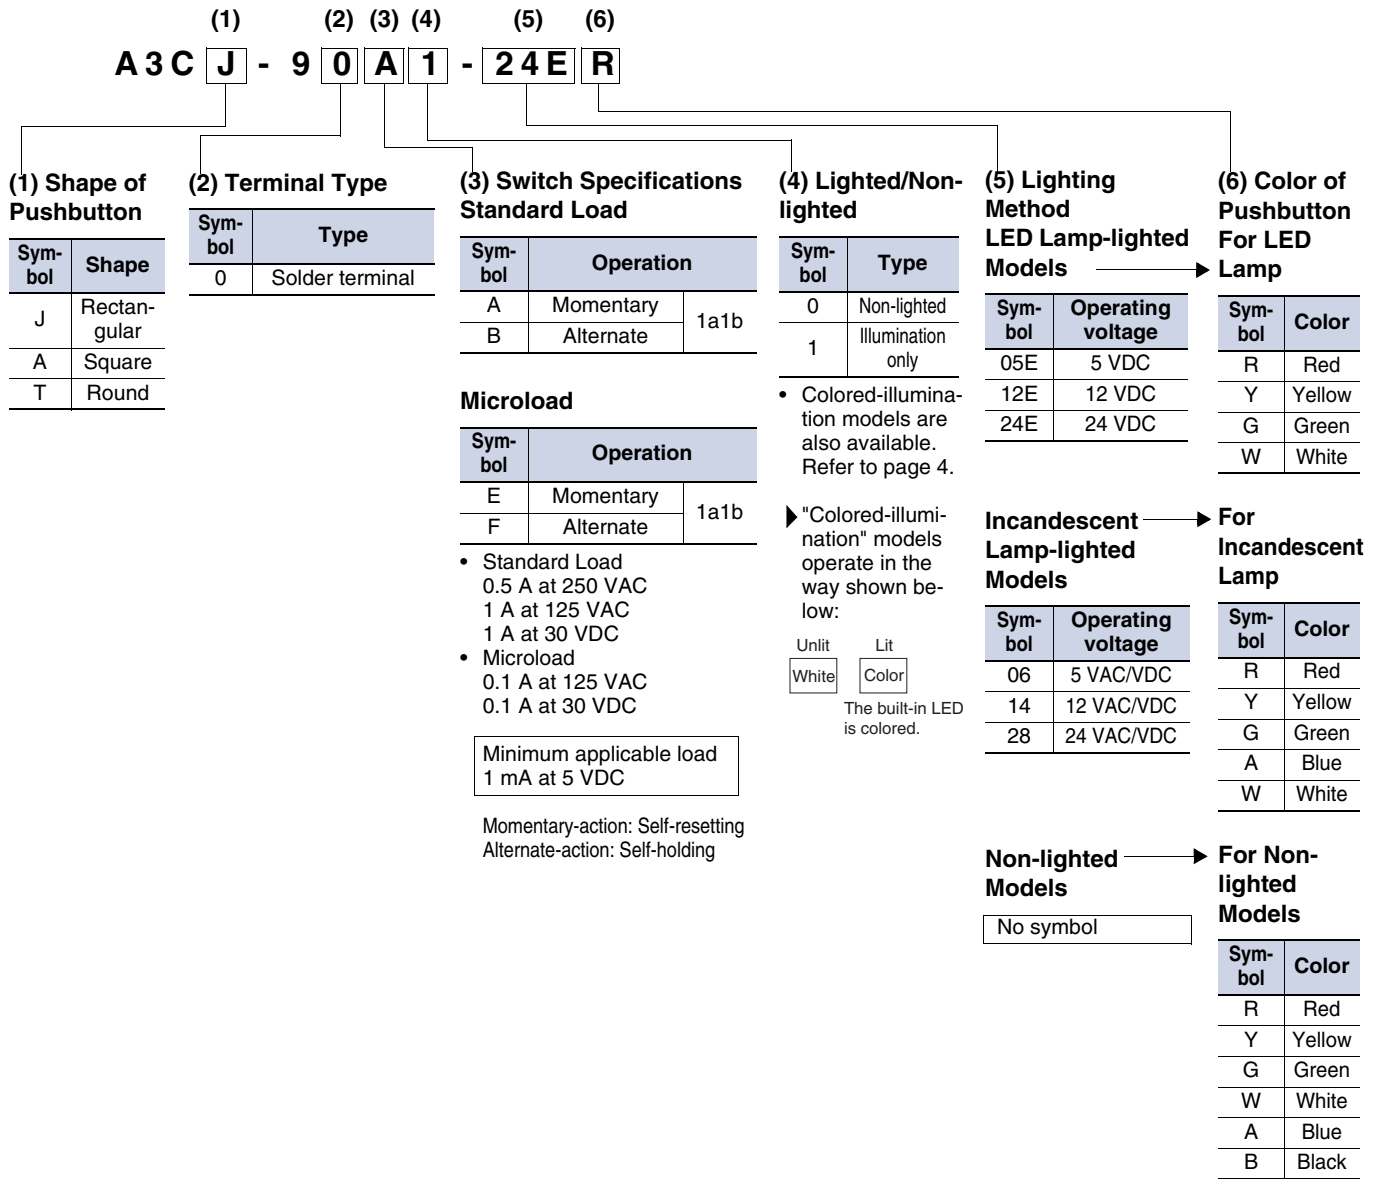 (1) (2) (3) (4) (5) (6)
A3C J - 9 0 A 1 - 24E R
(1) Shape of
Pushbutton
Sym-
bol Shape
J Rectan-
gular
A Square
T Round
(2) Terminal Type
Sym-
bol Type
0 Solder terminal
(3) Switch Specifications
Standard Load
Sym-
bol Operation
A Momentary 1a1b
B Alternate
Microload
Sym-
bol Operation
E Momentary 1a1b
F Alternate
• Standard Load
0.5 A at 250 VAC
1 A at 125 VAC
1 A at 30 VDC
• Microload
0.1 A at 125 VAC
0.1 A at 30 VDC
Minimum applicable load
1 mA at 5 VDC
Momentary-action: Self-resetting
Alternate-action: Self-holding
(4) Lighted/Non-
lighted
Sym-
bol Type
0 Non-lighted
1 Illumination
only
• Colored-illumina-
tion models are
also available.
Refer to page 4.
"Colored-illumi-
nation" models
operate in the
way shown be-
low:
Unlit Lit
White Color
The built-in LED
is colored.
(5) Lighting
Method
LED Lamp-lighted
Models
Sym-
bol Operating
voltage
05E 5 VDC
12E 12 VDC
24E 24 VDC
Incandescent
Lamp-lighted
Models
Sym-
bol Operating
voltage
06 5 VAC/VDC
14 12 VAC/VDC
28 24 VAC/VDC
Non-lighted
Models
No symbol
(6) Color of
Pushbutton
For LED
Lamp
Sym-
bol Color
R Red
Y Yellow
G Green
W White
For
Incandescent
Lamp
Sym-
bol Color
R Red
Y Yellow
G Green
A Blue
W White
For Non-
lighted
Models
Sym-
bol Color
R Red
Y Yellow
G Green
W White
A Blue
B Black